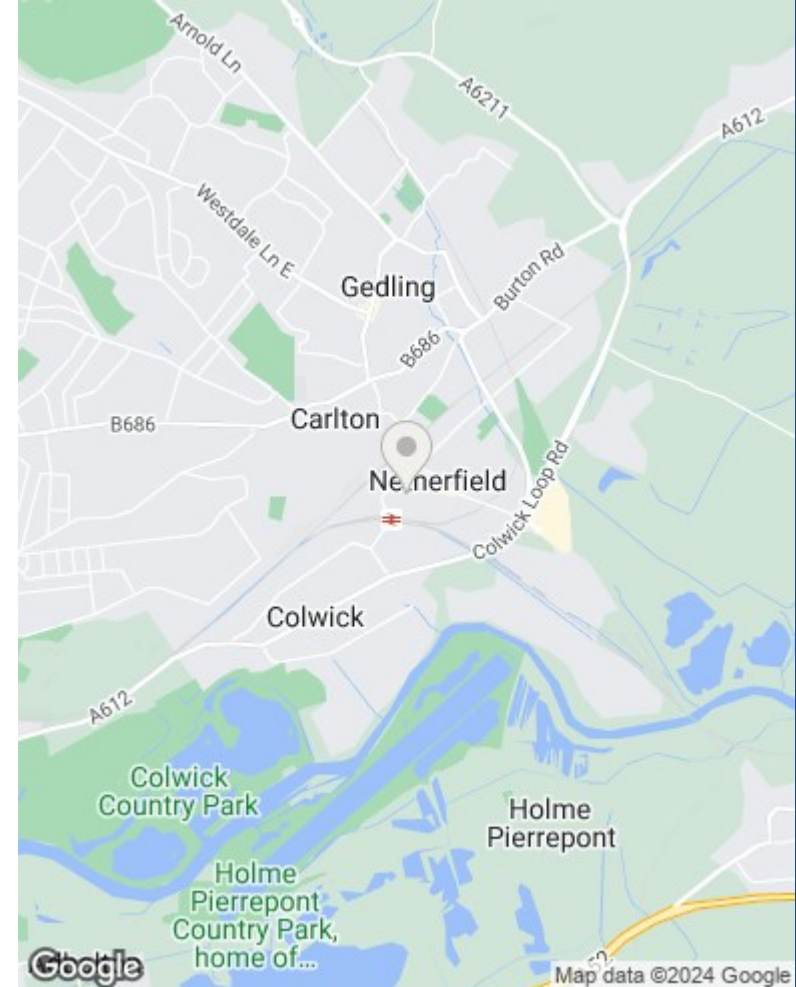 Arnold Ln
A6211
A612
Westdale Ln E
Gedling
Burton Rd
B686
Carlton
B686
Netherfield
Colwick Loop Rd
Colwick
A612
Colwick
Country Park
Holme
Pierrepont
Holme
Pierrepont
Country Park,
home of...
Google
Map data ©2024 Google